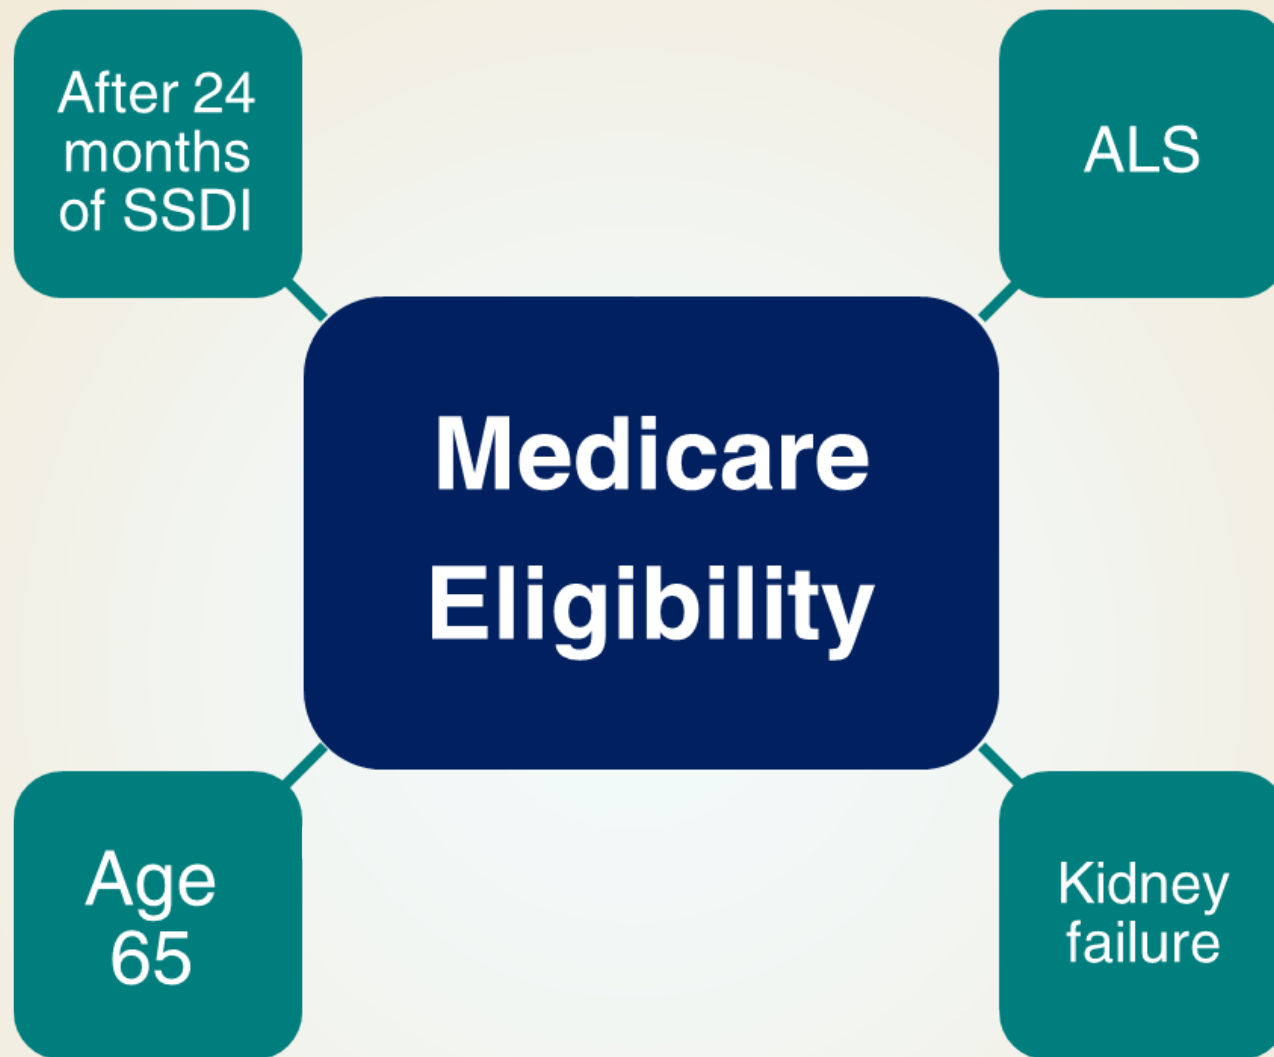 After 24
months
of SSDI
ALS
Medicare
Eligibility
Age
65
Kidney
failure